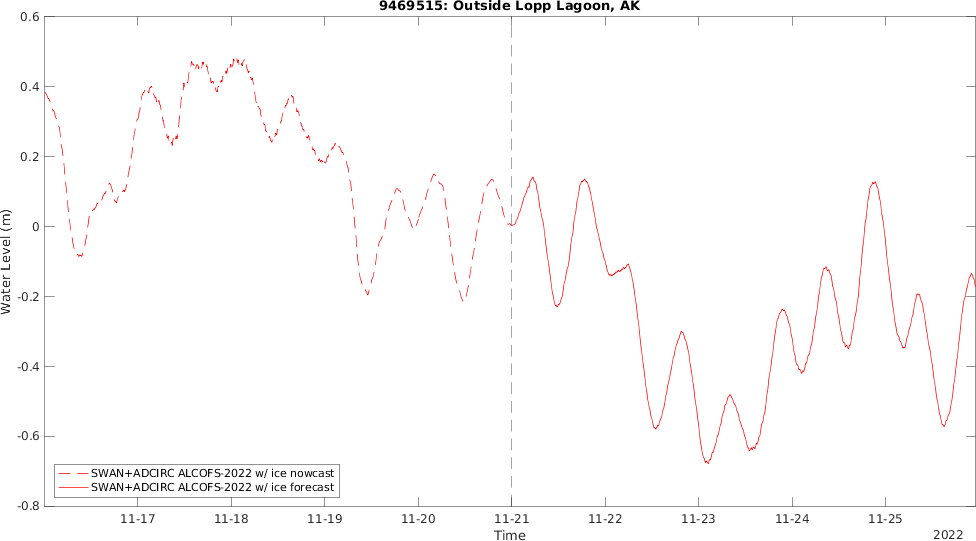 9469515: Outside Lopp Lagoon, AK
0.6
0.4
0.2
0
-0.2
-0.4
-0.6
-0.8
Water Level (m)
SWAN+ADCIRC ALCOFS-2022 w/ ice nowcast
SWAN+ADCIRC ALCOFS-2022 w/ ice forecast
11-17 11-18 11-19 11-20 11-21 11-22 11-23 11-24 11-25
Time
2022